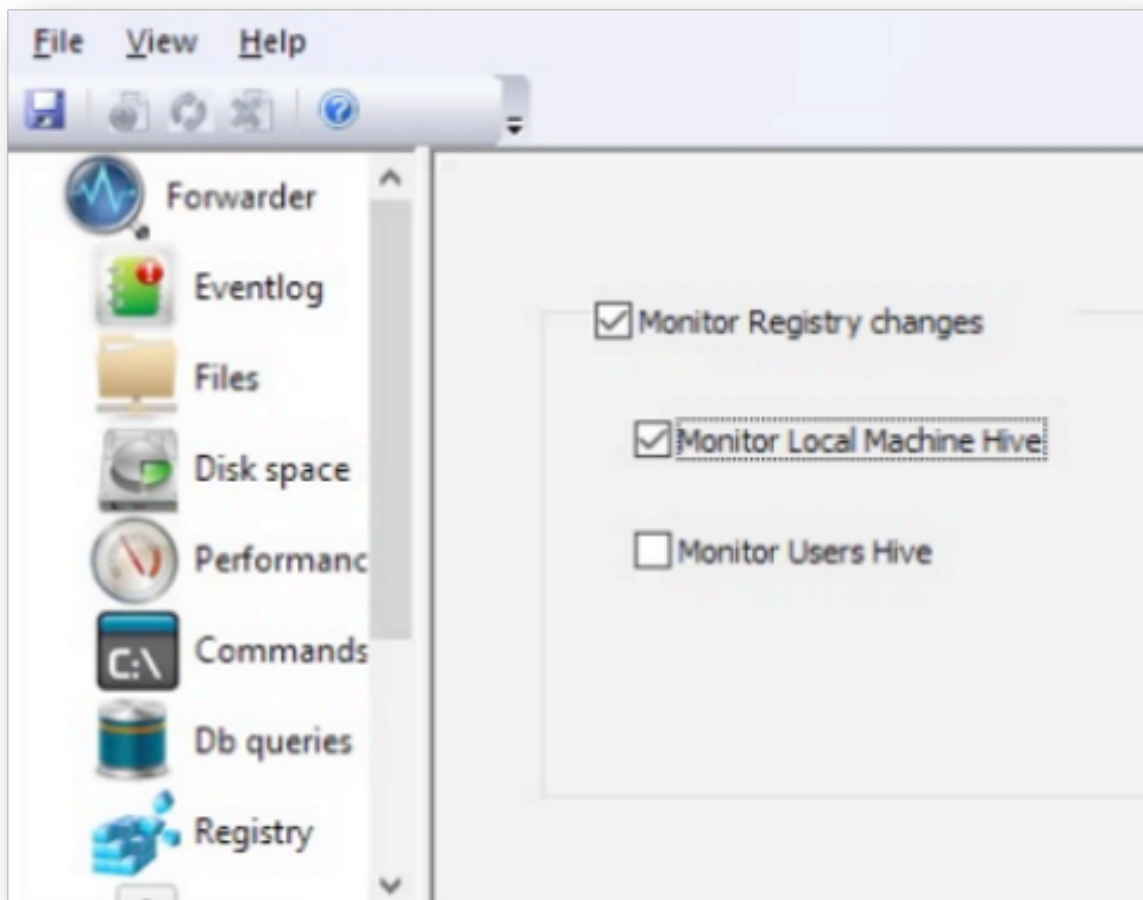 File View Help
Forwarder
Eventlog
Files
Disk space
Performanc
Commands
C:\
Db queries
Registry
Monitor Registry changes
Monitor Local Machine Hive
Monitor Users Hive